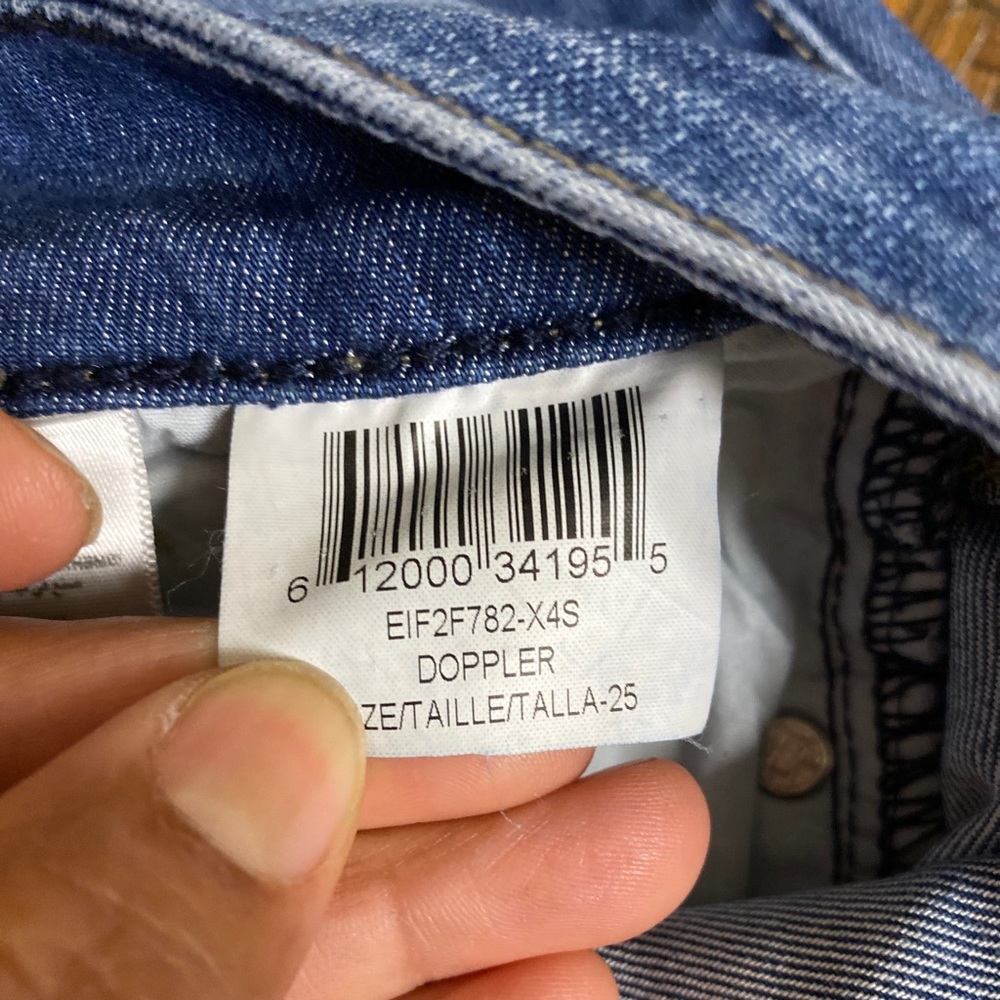 6 12000 34195 5
EIF2F782-X4S
DOPPLER
ZE/TAILLE/TALLA-25